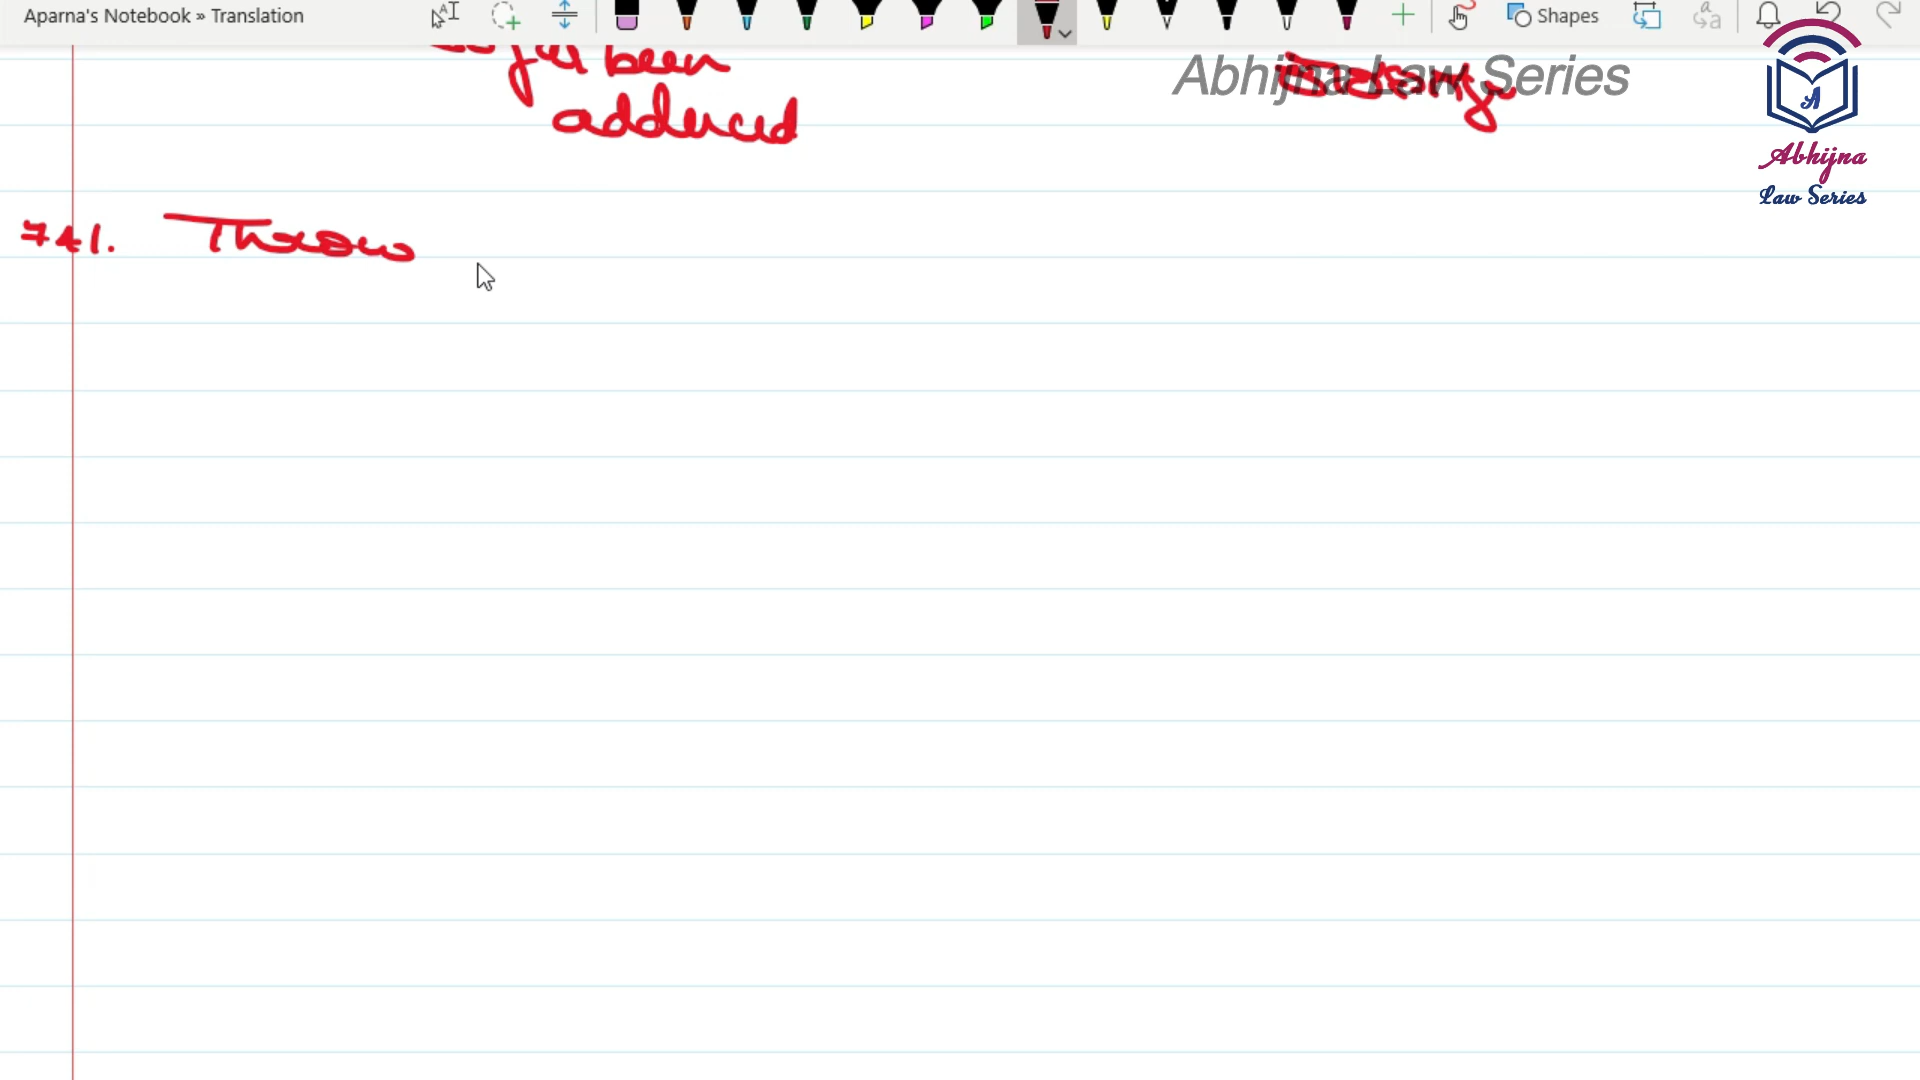 Aparna's Notebook » Translation
Shapes
been
adduced
Abhijna Law Series
Abhijna
Law Series
741. Throw